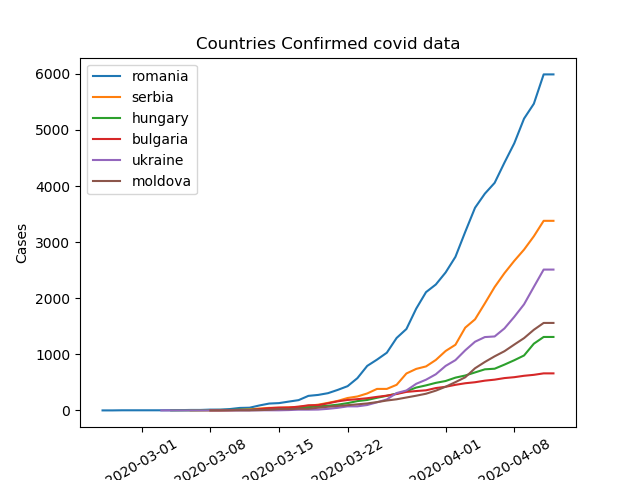 Countries Confirmed covid data
romania
serbia
hungary
bulgaria
ukraine
moldova
Cases
6000
5000
4000
3000
2000
1000
0
2020-03-01
2020-03-08
2020-03-15
2020-03-22
2020-04-01
2020-04-08